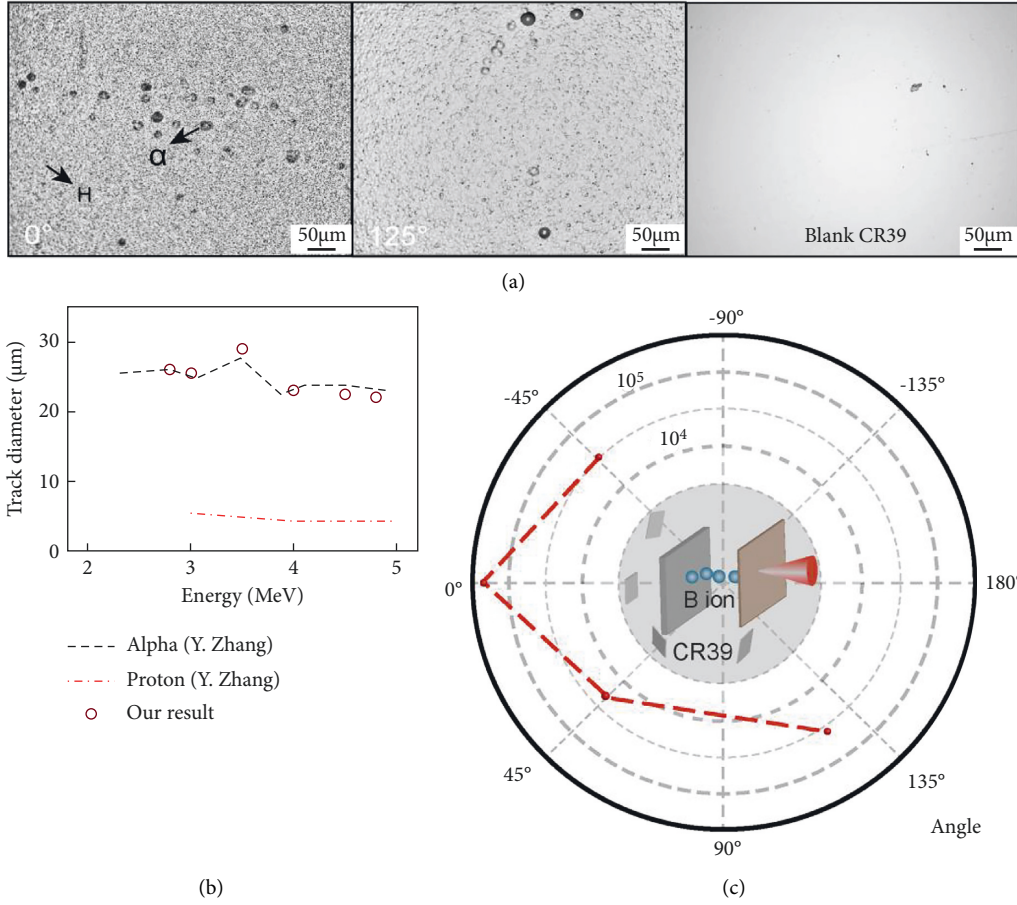 α
H
0°
50μm
125°
50μm
Blank CR39
50μm
(a)
30
20
10
0
Track diameter (μm)
2
3
4
5
Energy (MeV)
Alpha (Y. Zhang)
Proton (Y. Zhang)
Our result
(b)
-90°
-45°
-135°
10⁵
10⁴
0°
180°
B ion
CR39
45°
135°
90°
Angle
(c)